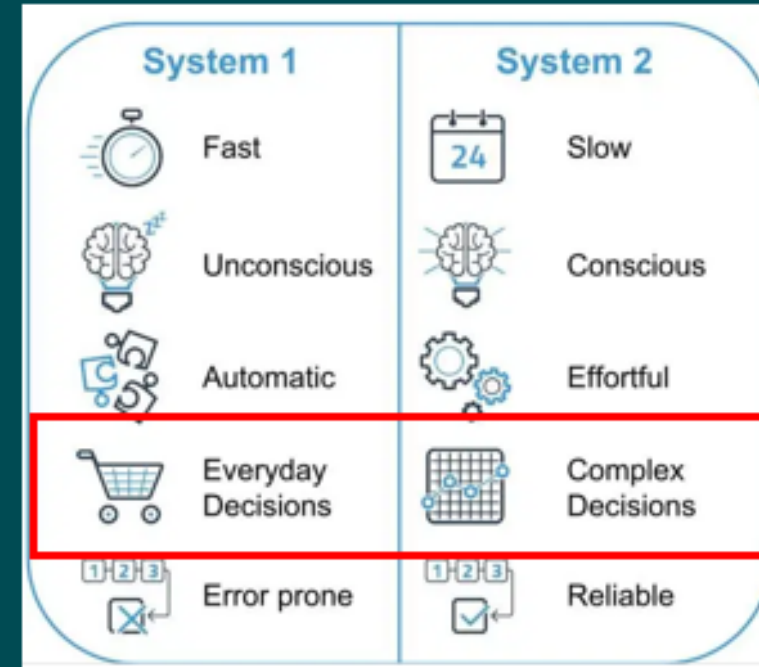 System 1
System 2
Fast
24
Slow
zzz
Unconscious
Conscious
Automatic
Effortful
Everyday
Decisions
Complex
Decisions
1 2 3
Error prone
1 2 3
Reliable